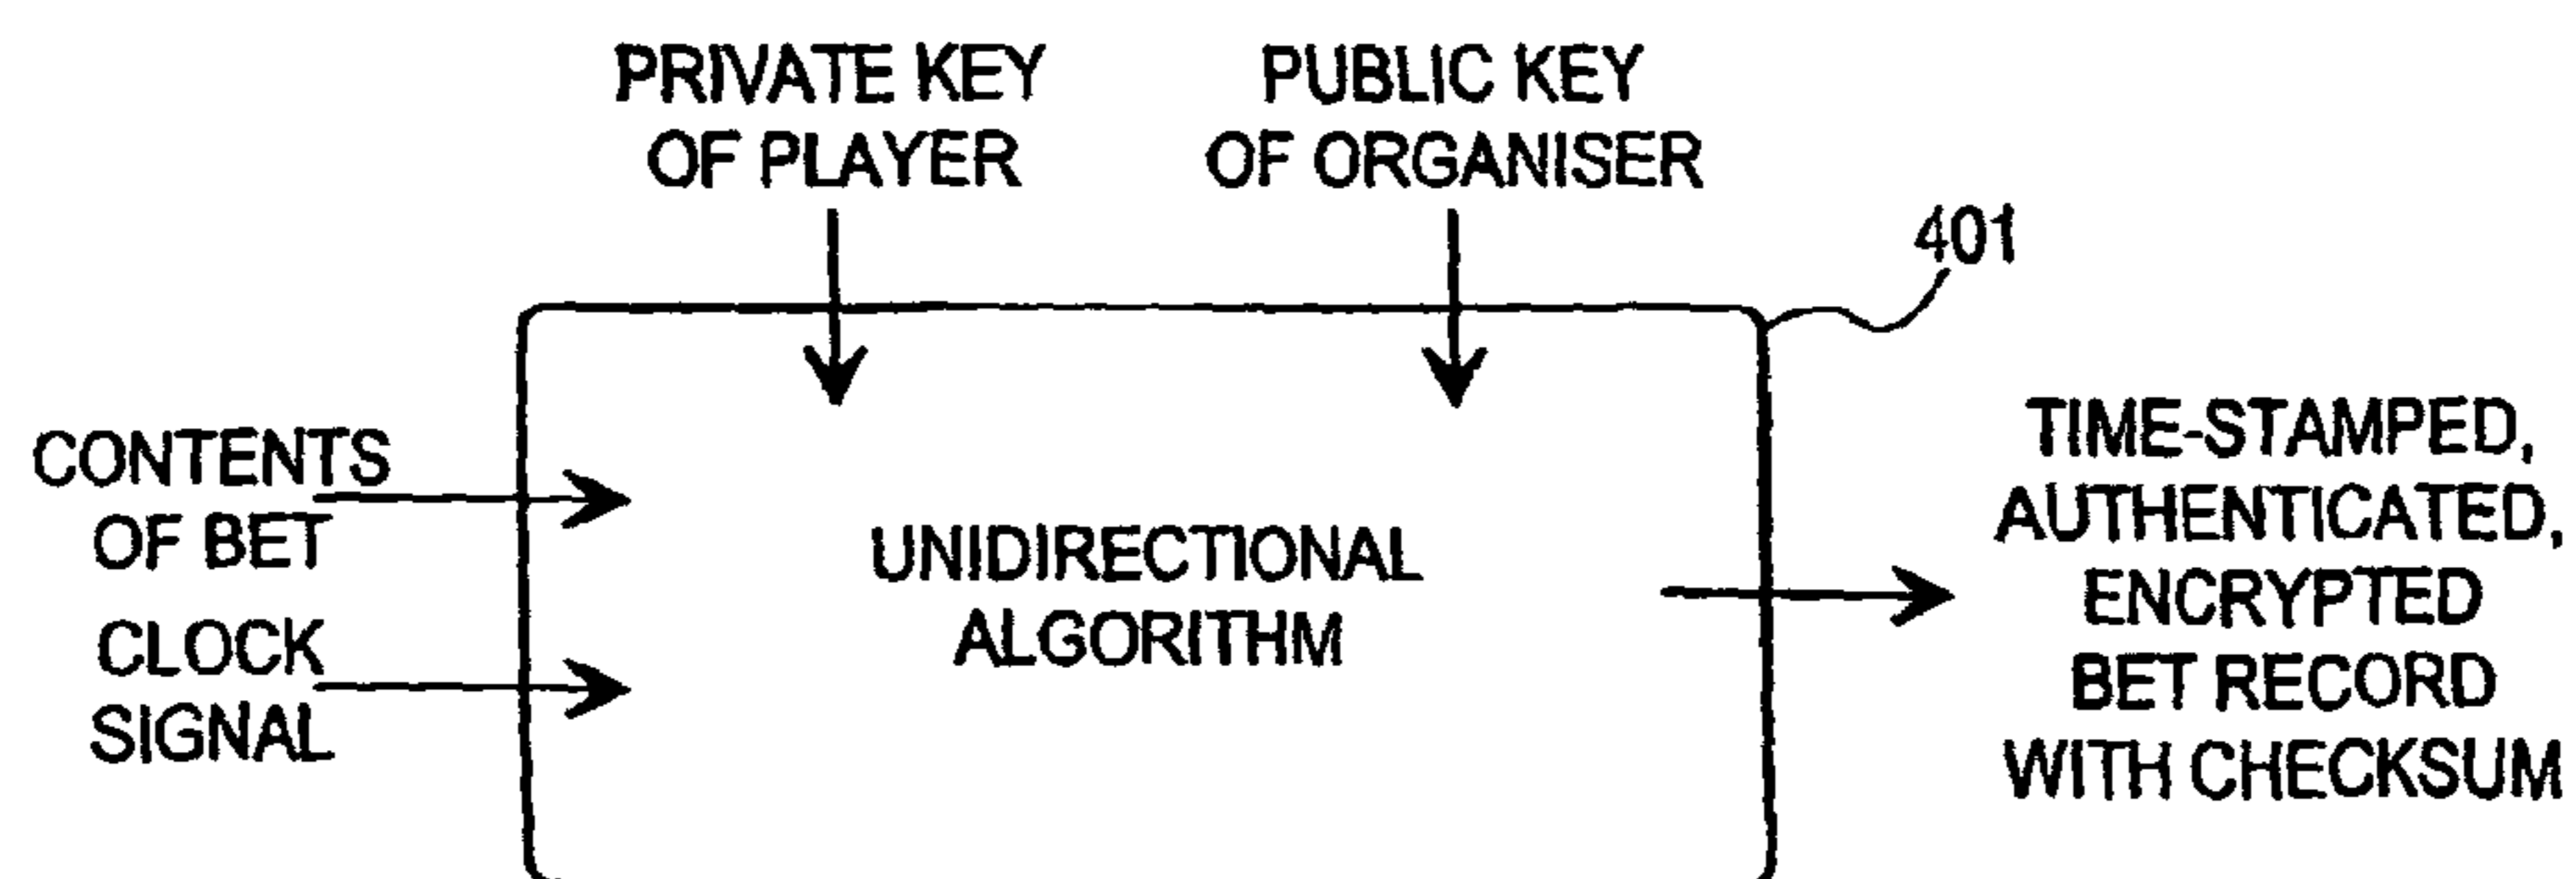 PRIVATE KEY
OF PLAYER
PUBLIC KEY
OF ORGANISER
401
CONTENTS
OF BET
CLOCK
SIGNAL
UNIDIRECTIONAL
ALGORITHM
TIME-STAMPED,
AUTHENTICATED,
ENCRYPTED
BET RECORD
WITH CHECKSUM